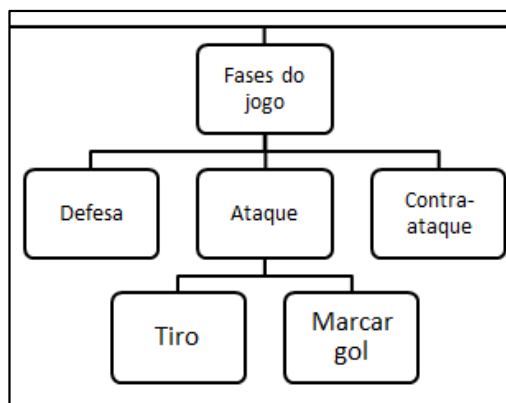 Fases do
jogo
Defesa
Ataque
Contra-
ataque
Tiro
Marcar
gol